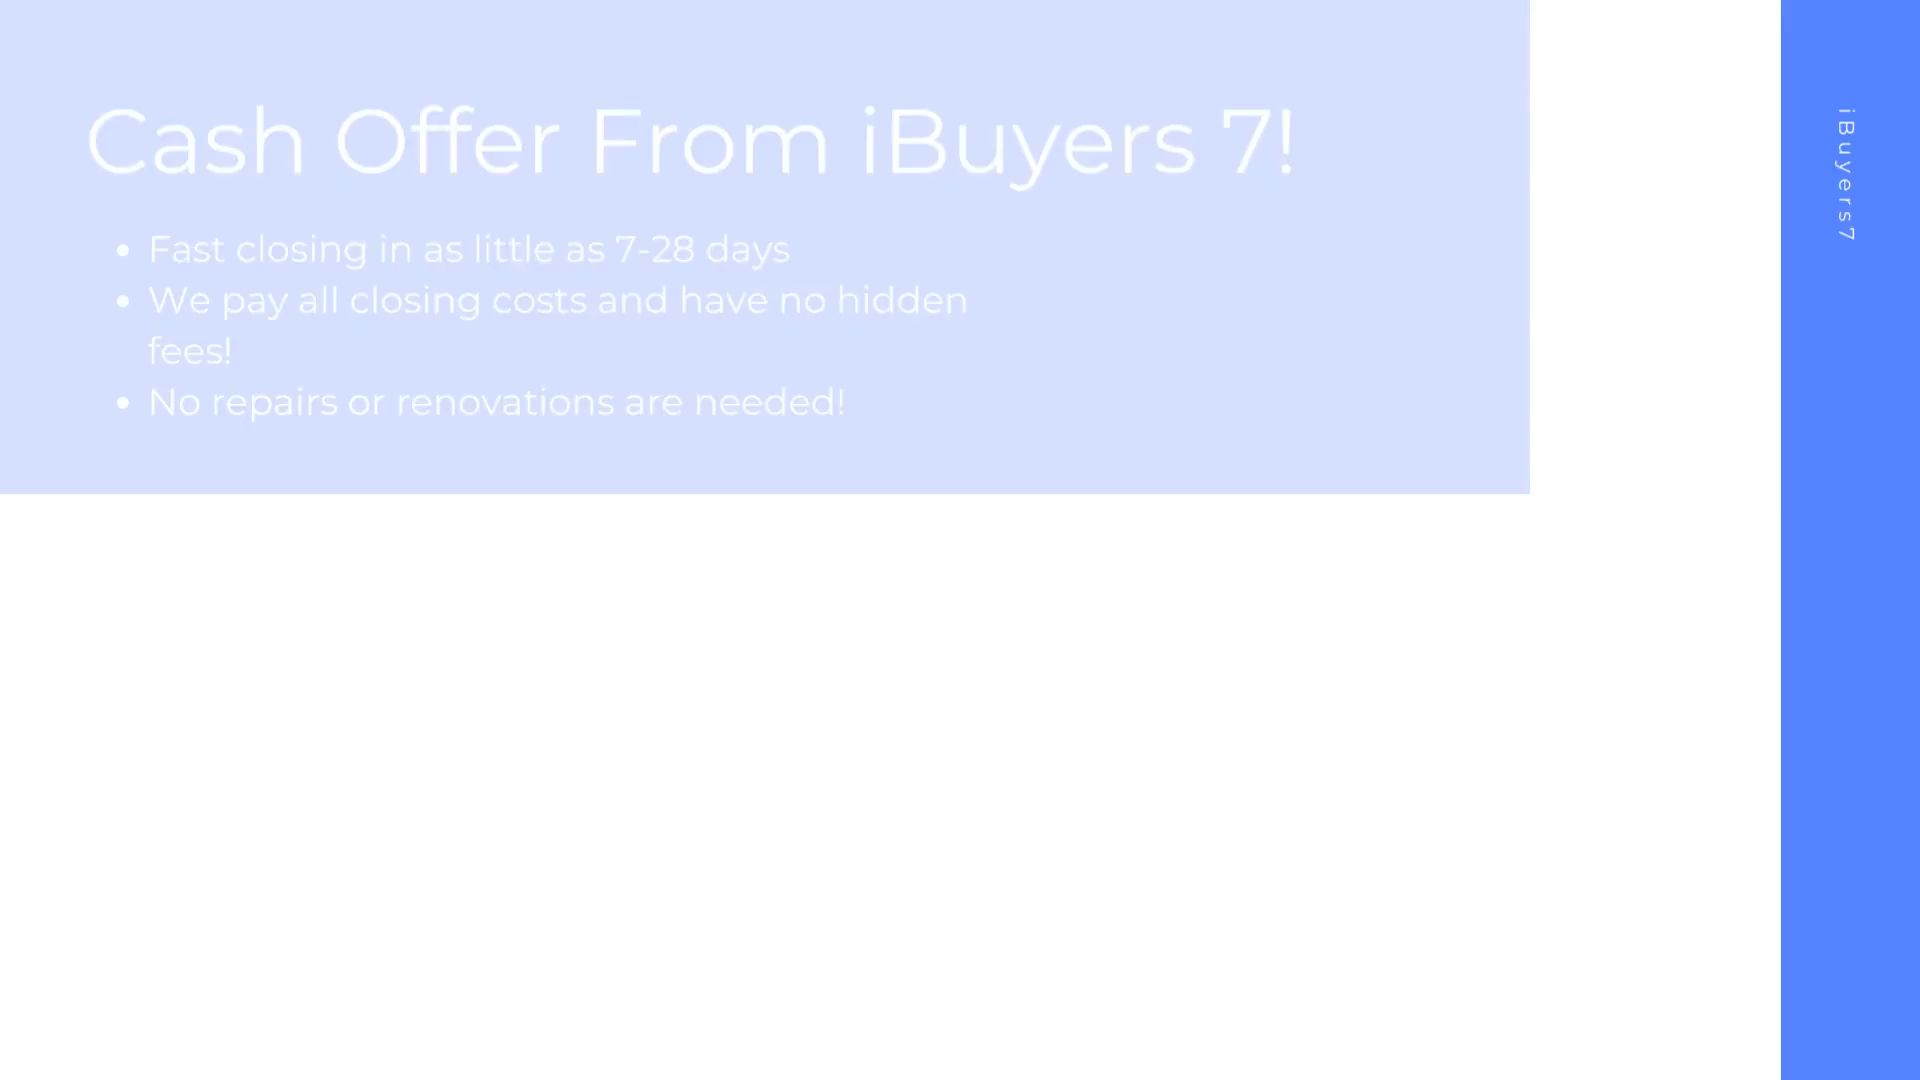 Cash Offer From iBuyers 7!
• Fast closing in as little as 7-28 days
• We pay all closing costs and have no hidden
fees!
• No repairs or renovations are needed!
iBuyers7